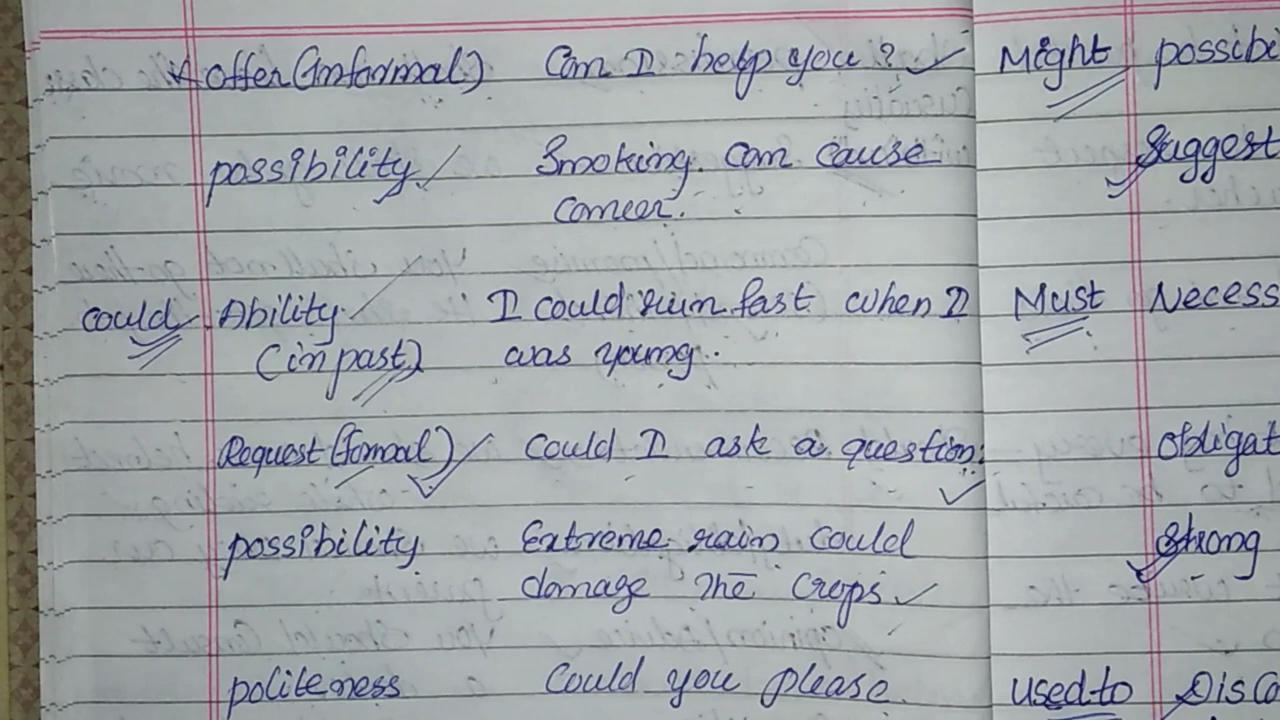 offer (Informal) Can I help you ?
possibility Smoking can cause
cancer.
could Ability I could run fast when I
(in past) was young.
Request (formal) Could I ask a question.
possibility Extreme rain could
damage the crops
politeness Could you please
Might possibe
Suggest
Must Necess
obligat
Strong
used to Disco